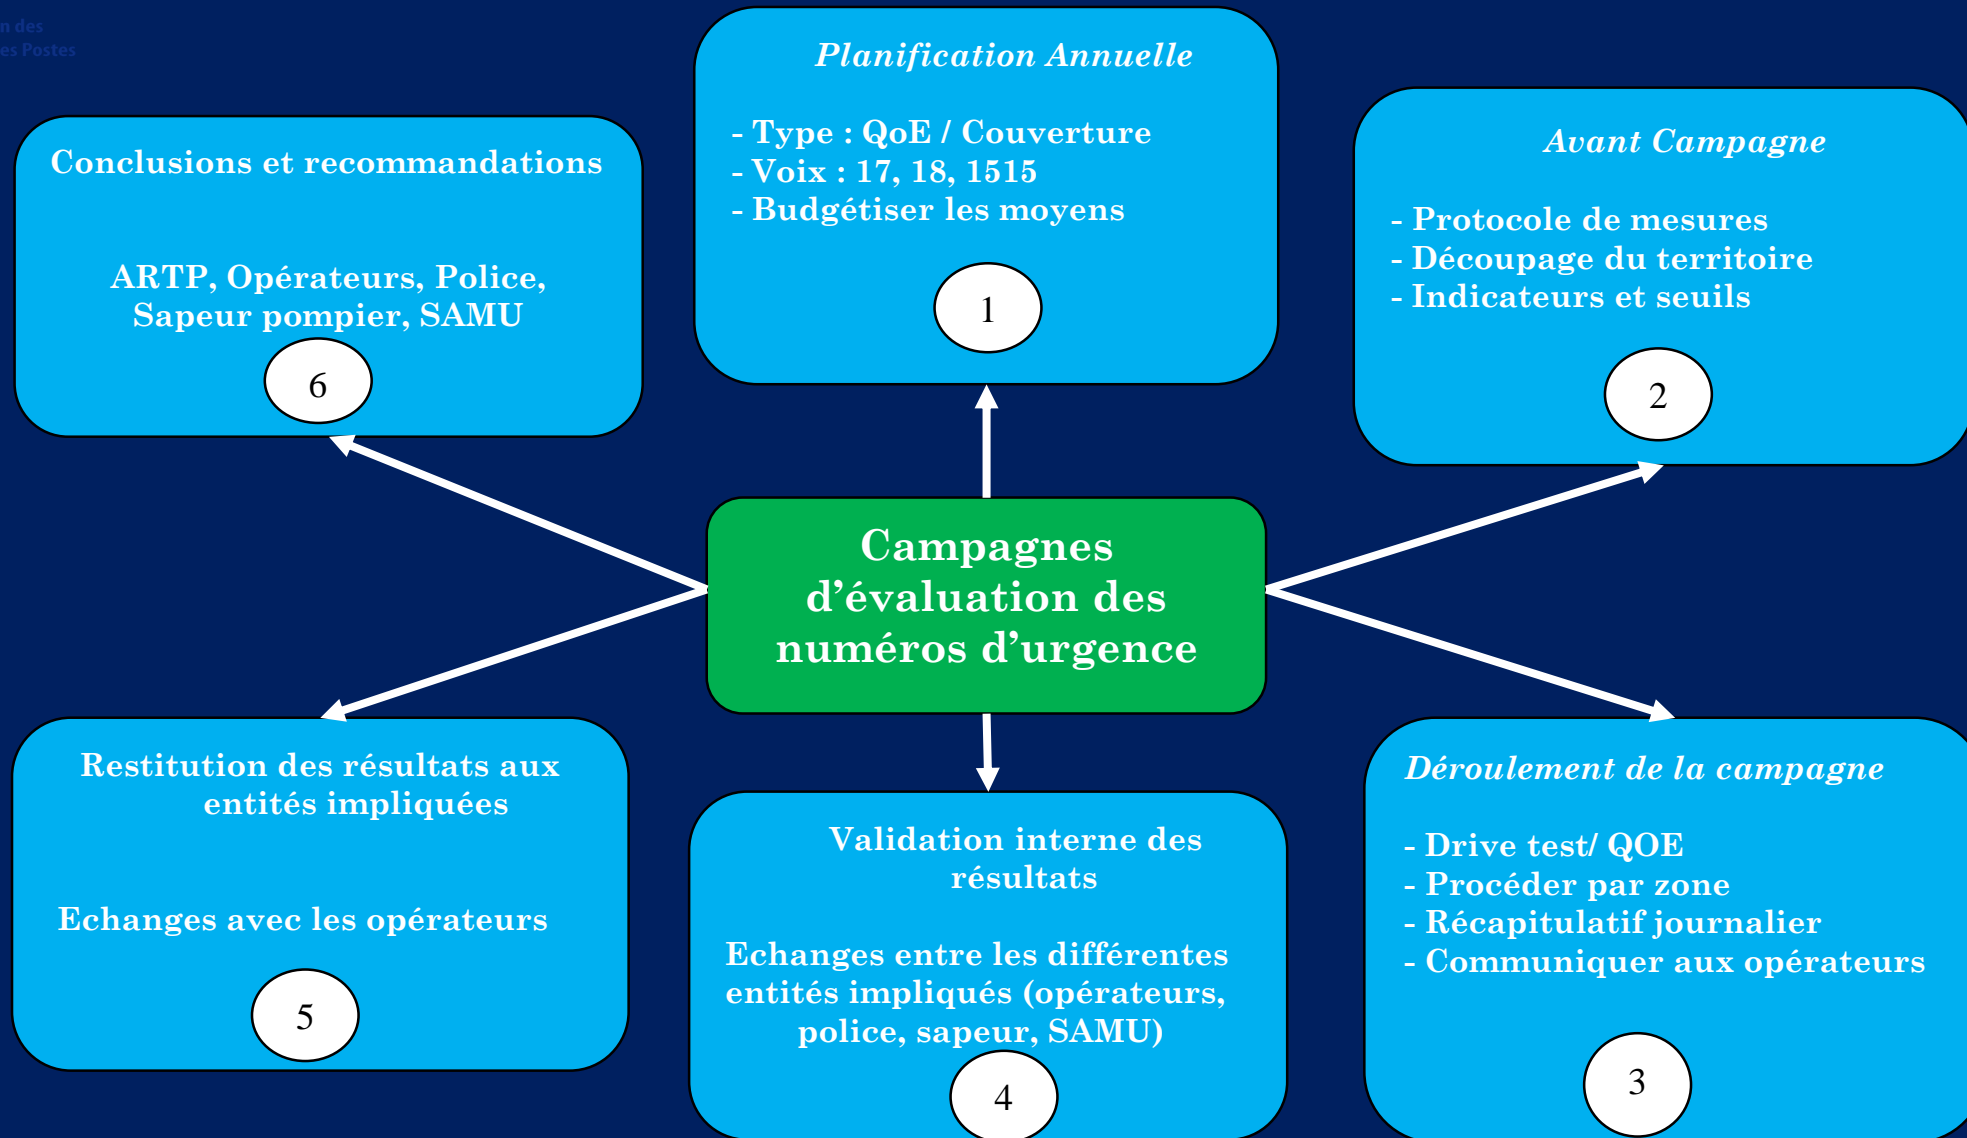 n des
es Postes
Planification Annuelle
- Type : QoE / Couverture
- Voix : 17, 18, 1515
- Budgétiser les moyens
1
Avant Campagne
- Protocole de mesures
- Découpage du territoire
- Indicateurs et seuils
2
Déroulement de la campagne
- Drive test/ QOE
- Procéder par zone
- Récapitulatif journalier
- Communiquer aux opérateurs
3
Validation interne des
résultats
Echanges entre les différentes
entités impliqués (opérateurs,
police, sapeur, SAMU)
4
Restitution des résultats aux
entités impliquées
Echanges avec les opérateurs
5
Conclusions et recommandations
ARTP, Opérateurs, Police,
Sapeur pompier, SAMU
6
Campagnes
d’évaluation des
numéros d’urgence